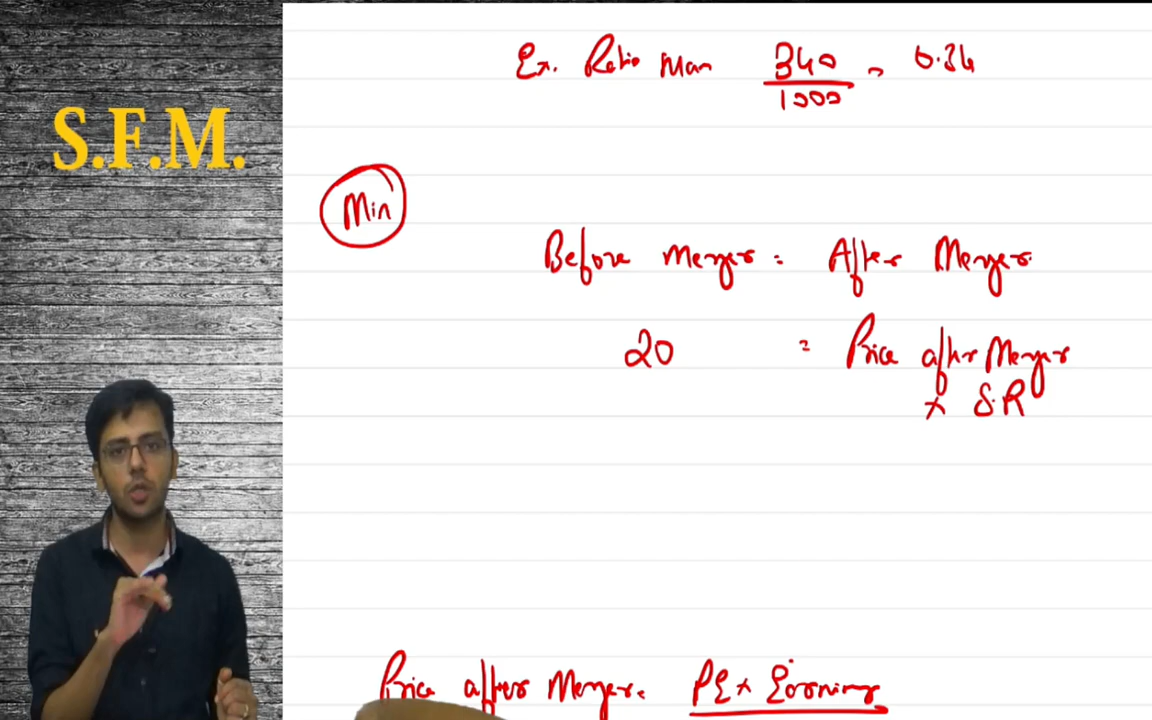 S.F.M.
Ex. Ratio Max 340 = 0.34
1000
Min
Before Merger = After Merger
20 = Price after Merger
x S.R
Price after Merger = PE x Earnings